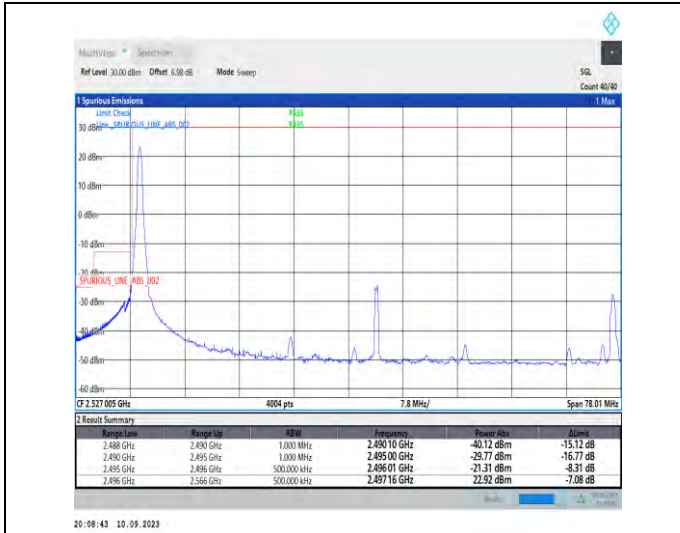 MultiView Spectrum
Ref Level 30.00 dBm Offset 6.98 dB Mode Sweep SGL
Count 40/40
1 Spurious Emissions 1 Max
Limit Check PASS
30 dBm Line _SPURIOUS_LINE_ABS_002 PASS
20 dBm
10 dBm
0 dBm
-10 dBm
-20 dBm
_SPURIOUS_LINE_ABS_002
-30 dBm
-40 dBm
-50 dBm
-60 dBm
CF 2.527 005 GHz 4004 pts 7.8 MHz/ Span 78.01 MHz
2 Result Summary
Range Low Range Up RBW Frequency Power Abs ΔLimit
2.488 GHz 2.490 GHz 1.000 MHz 2.490 10 GHz -40.12 dBm -15.12 dB
2.490 GHz 2.495 GHz 1.000 MHz 2.495 00 GHz -29.77 dBm -16.77 dB
2.495 GHz 2.496 GHz 500.000 kHz 2.496 01 GHz -21.31 dBm -8.31 dB
2.496 GHz 2.566 GHz 500.000 kHz 2.497 16 GHz 22.92 dBm -7.08 dB
20:08:43 10.09.2023